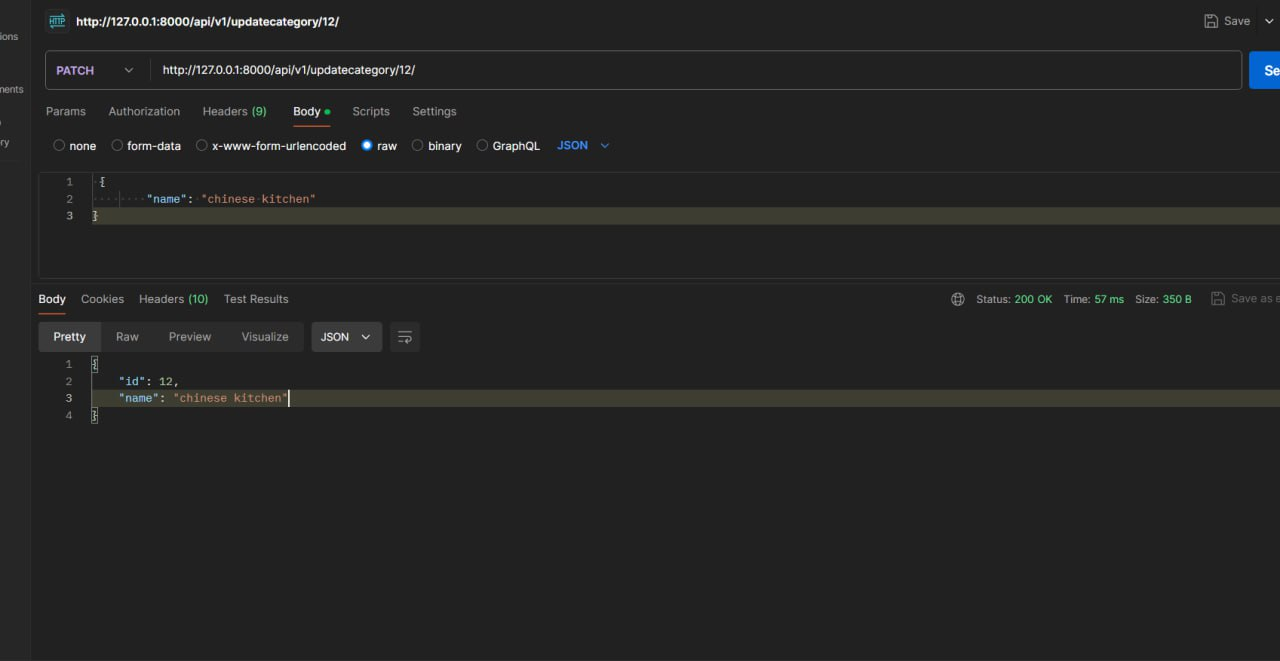 HTTP http://127.0.0.1:8000/api/v1/updatecategory/12/ Save
ions
PATCH http://127.0.0.1:8000/api/v1/updatecategory/12/ Se
nents
Params Authorization Headers (9) Body Scripts Settings
ry none form-data x-www-form-urlencoded raw binary GraphQL JSON
1 {
2 "name": "chinese kitchen"
3 }
Body Cookies Headers (10) Test Results Status: 200 OK Time: 57 ms Size: 350 B Save as e
Pretty Raw Preview Visualize JSON
1 {
2 "id": 12,
3 "name": "chinese kitchen"
4 }